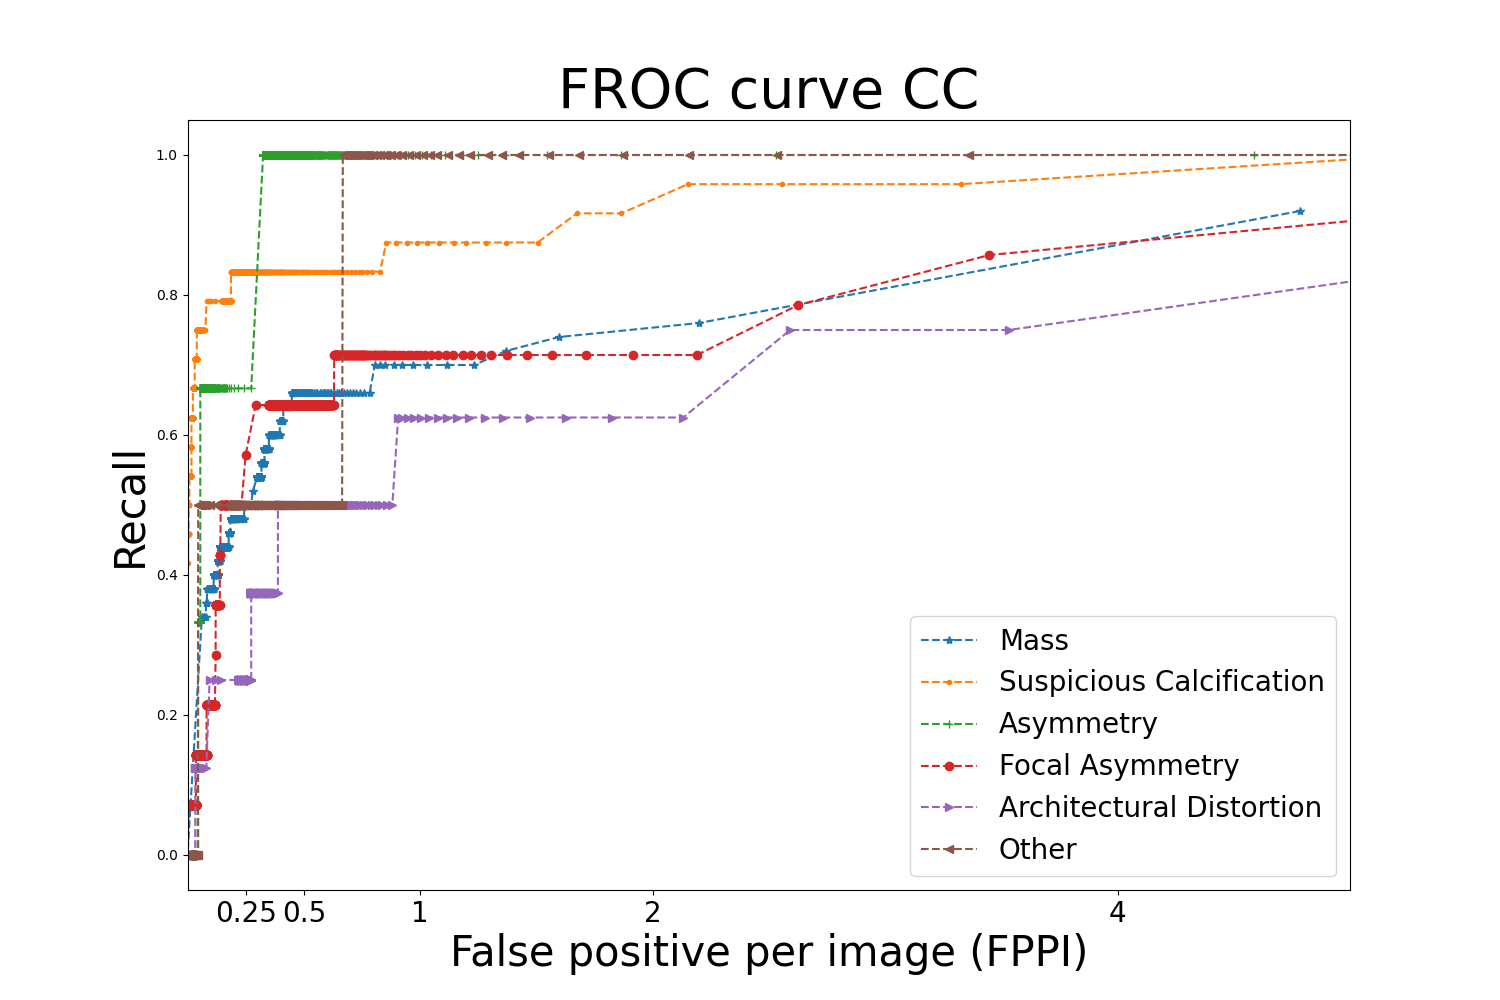 FROC curve CC
1.0
0.8
0.6
0.4
0.2
0.0
Recall
0.25 0.5 1 2 4
False positive per image (FPPI)
Mass
Suspicious Calcification
Asymmetry
Focal Asymmetry
Architectural Distortion
Other